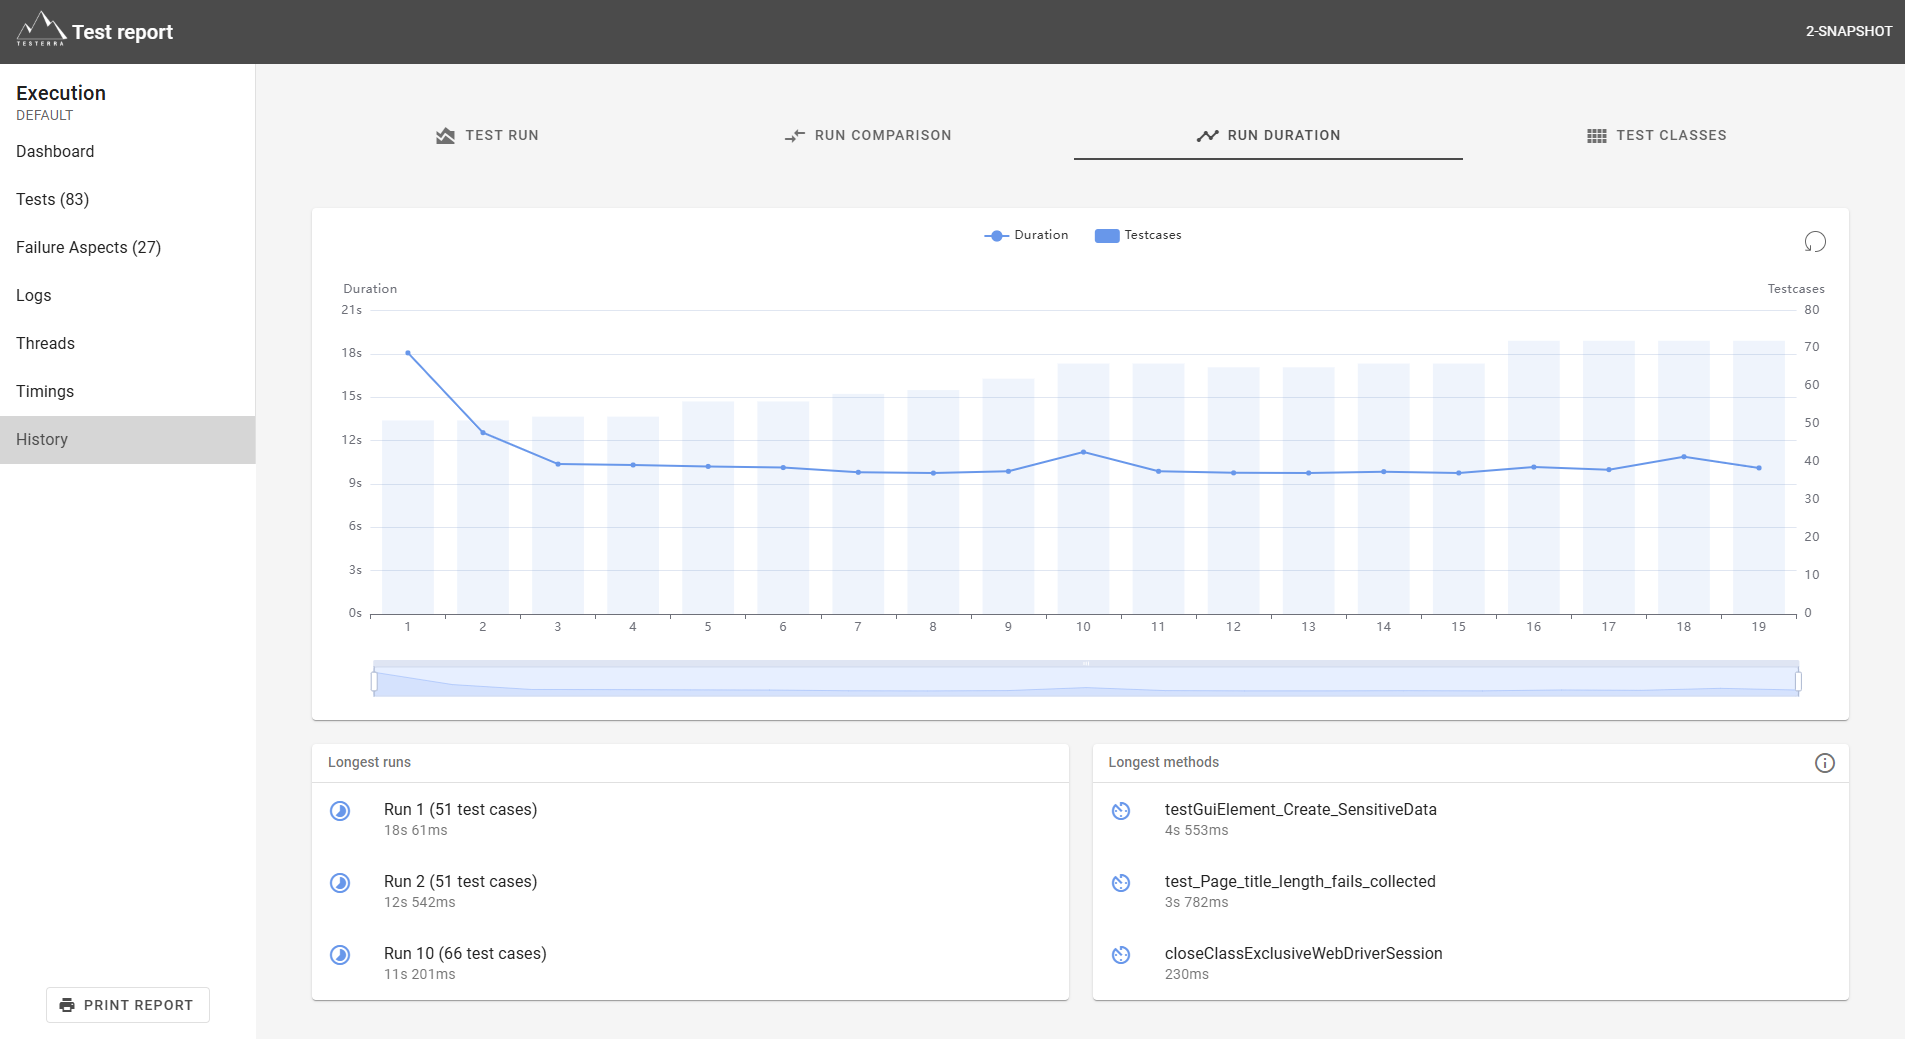 TESTERRA
Test report
2-SNAPSHOT
Execution
DEFAULT
Dashboard
Tests (83)
Failure Aspects (27)
Logs
Threads
Timings
History
PRINT REPORT
TEST RUN
RUN COMPARISON
RUN DURATION
TEST CLASSES
Duration
Testcases
Duration
Testcases
21s
18s
15s
12s
9s
6s
3s
0s
80
70
60
50
40
30
20
10
0
1 2 3 4 5 6 7 8 9 10 11 12 13 14 15 16 17 18 19
Longest runs
Run 1 (51 test cases)
18s 61ms
Run 2 (51 test cases)
12s 542ms
Run 10 (66 test cases)
11s 201ms
Longest methods
testGuiElement_Create_SensitiveData
4s 553ms
test_Page_title_length_fails_collected
3s 782ms
closeClassExclusiveWebDriverSession
230ms